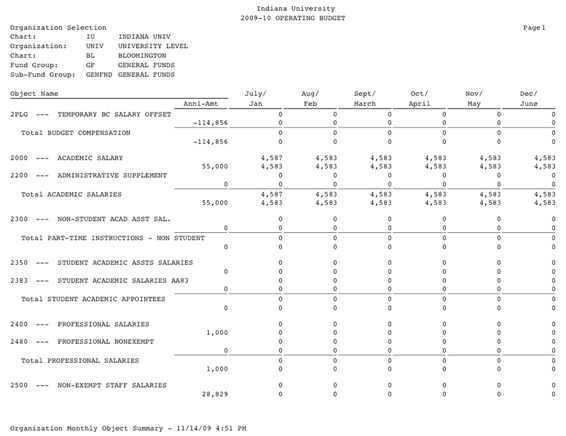 Indiana University
2009-10 OPERATING BUDGET
Organization Selection Page 1
Chart: IU INDIANA UNIV
Organization: UNIV UNIVERSITY LEVEL
Chart: BL BLOOMINGTON
Fund Group: GF GENERAL FUNDS
Sub-Fund Group: GENFND GENERAL FUNDS
Object Name July/ Aug/ Sept/ Oct/ Nov/ Dec/
Annl-Amt Jan Feb March April May June
2PLG --- TEMPORARY BC SALARY OFFSET 0 0 0 0 0 0
-114,856 0 0 0 0 0 0
Total BUDGET COMPENSATION 0 0 0 0 0 0
-114,856 0 0 0 0 0 0
2000 --- ACADEMIC SALARY 4,587 4,583 4,583 4,583 4,583 4,583
55,000 4,583 4,583 4,583 4,583 4,583 4,583
2200 --- ADMINISTRATIVE SUPPLEMENT 0 0 0 0 0 0
0 0 0 0 0 0 0
Total ACADEMIC SALARIES 4,587 4,583 4,583 4,583 4,583 4,583
55,000 4,583 4,583 4,583 4,583 4,583 4,583
2300 --- NON-STUDENT ACAD ASST SAL. 0 0 0 0 0 0
0 0 0 0 0 0 0
Total PART-TIME INSTRUCTIONS - NON STUDENT 0 0 0 0 0 0
0 0 0 0 0 0 0
2350 --- STUDENT ACADEMIC ASSTS SALARIES 0 0 0 0 0 0
0 0 0 0 0 0 0
2383 --- STUDENT ACADEMIC SALARIES AA83 0 0 0 0 0 0
0 0 0 0 0 0 0
Total STUDENT ACADEMIC APPOINTEES 0 0 0 0 0 0
0 0 0 0 0 0 0
2400 --- PROFESSIONAL SALARIES 0 0 0 0 0 0
1,000 0 0 0 0 0 0
2480 --- PROFESSIONAL NONEXEMPT 0 0 0 0 0 0
0 0 0 0 0 0 0
Total PROFESSIONAL SALARIES 0 0 0 0 0 0
1,000 0 0 0 0 0 0
2500 --- NON-EXEMPT STAFF SALARIES 0 0 0 0 0 0
28,829 0 0 0 0 0 0
Organization Monthly Object Summary - 11/14/09 4:51 PM